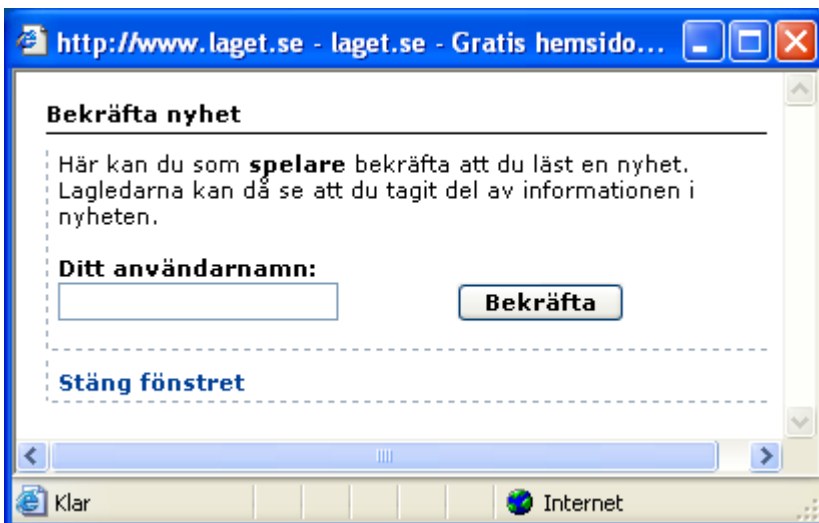 http://www.laget.se - laget.se - Gratis hemsido...
Bekräfta nyhet
Här kan du som spelare bekräfta att du läst en nyhet.
Lagledarna kan då se att du tagit del av informationen i
nyheten.
Ditt användarnamn:
Bekräfta
Stäng fönstret
Klar
Internet